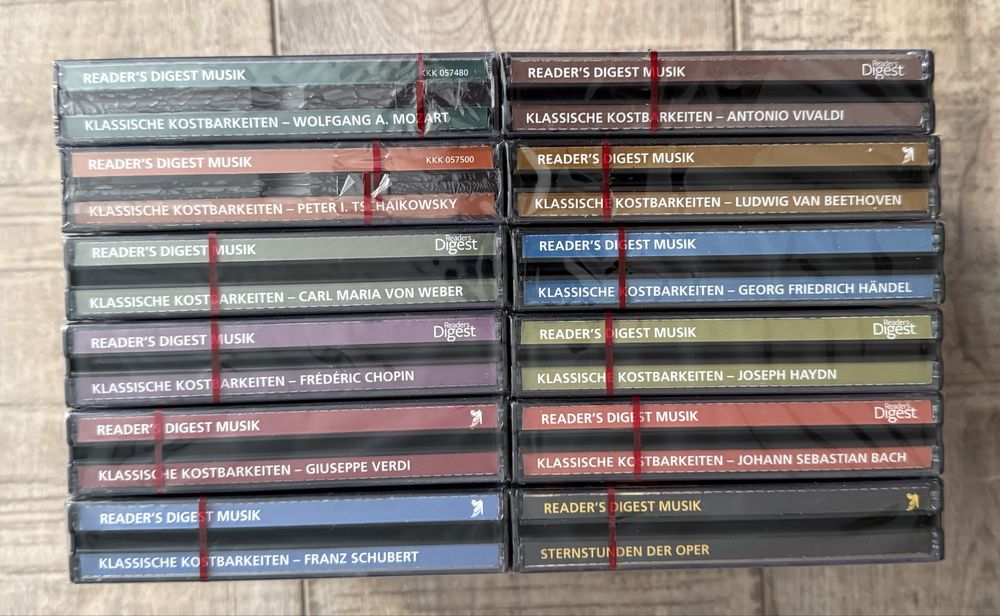 READER'S DIGEST MUSIK KKK 057480
KLASSISCHE KOSTBARKEITEN – WOLFGANG A. MOZART
READER'S DIGEST MUSIK KKK 057500
KLASSISCHE KOSTBARKEITEN – PETER I. TSCHAIKOWSKY
READER'S DIGEST MUSIK Reader's Digest
KLASSISCHE KOSTBARKEITEN – CARL MARIA VON WEBER
READER'S DIGEST MUSIK Reader's Digest
KLASSISCHE KOSTBARKEITEN – FRÉDÉRIC CHOPIN
READER'S DIGEST MUSIK
KLASSISCHE KOSTBARKEITEN – GIUSEPPE VERDI
READER'S DIGEST MUSIK
KLASSISCHE KOSTBARKEITEN – FRANZ SCHUBERT
READER'S DIGEST MUSIK Reader's Digest
KLASSISCHE KOSTBARKEITEN – ANTONIO VIVALDI
READER'S DIGEST MUSIK
KLASSISCHE KOSTBARKEITEN – LUDWIG VAN BEETHOVEN
READER'S DIGEST MUSIK
KLASSISCHE KOSTBARKEITEN – GEORG FRIEDRICH HÄNDEL
READER'S DIGEST MUSIK Reader's Digest
KLASSISCHE KOSTBARKEITEN – JOSEPH HAYDN
READER'S DIGEST MUSIK Reader's Digest
KLASSISCHE KOSTBARKEITEN – JOHANN SEBASTIAN BACH
READER'S DIGEST MUSIK
STERNSTUNDEN DER OPER